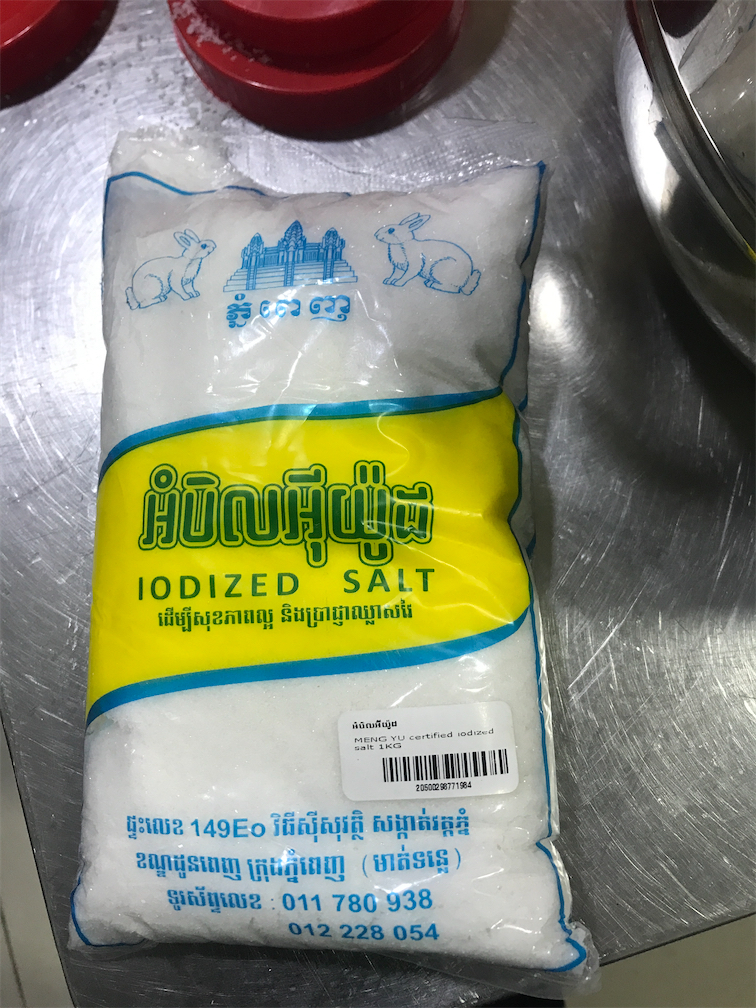 ភ្នំពេញ
អំបិលអ៊ីយ៉ូដ
IODIZED SALT
ដើម្បីសុខភាពល្អ និងប្រាជ្ញាឈ្លាសវៃ
អំបិលអ៊ីយ៉ូដ
MENG YU certified iodized
salt 1KG
20500298771984
ផ្ទះលេខ 149Eo វិថីស៊ីសុវត្ថិ សង្កាត់វត្តភ្នំ
ខណ្ឌដូនពេញ ក្រុងភ្នំពេញ (មាត់ទន្លេ)
ទូរស័ព្ទលេខ : 011 780 938
012 228 054